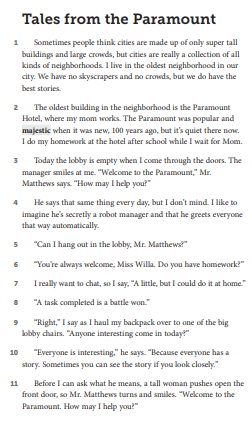 Tales from the Paramount
1 Sometimes people think cities are made up of only super tall
buildings and large crowds, but cities are really a collection of all
kinds of neighborhoods. I live in the oldest neighborhood in our
city. We have no skyscrapers and no crowds, but we do have the
best stories.
2 The oldest building in the neighborhood is the Paramount
Hotel, where my mom works. The Paramount was popular and
majestic when it was new, 100 years ago, but it's quiet there now.
I do my homework at the hotel after school while I wait for Mom.
3 Today the lobby is empty when I come through the doors. The
manager smiles at me. "Welcome to the Paramount," Mr.
Matthews says. "How may I help you?"
4 He says that same thing every day, but I don't mind. I like to
imagine he's secretly a robot manager and that he greets everyone
that way automatically.
5 "Can I hang out in the lobby, Mr. Matthews?"
6 "You're always welcome, Miss Willa. Do you have homework?"
7 I really want to chat, so I say, "A little, but I could do it at home."
8 "A task completed is a battle won."
9 "Right," I say as I haul my backpack over to one of the big
lobby chairs. "Anyone interesting come in today?"
10 "Everyone is interesting," he says. "Because everyone has a
story. Sometimes you can see the story if you look closely."
11 Before I can ask what he means, a tall woman pushes open the
front door, so Mr. Matthews turns and smiles. "Welcome to the
Paramount. How may I help you?"